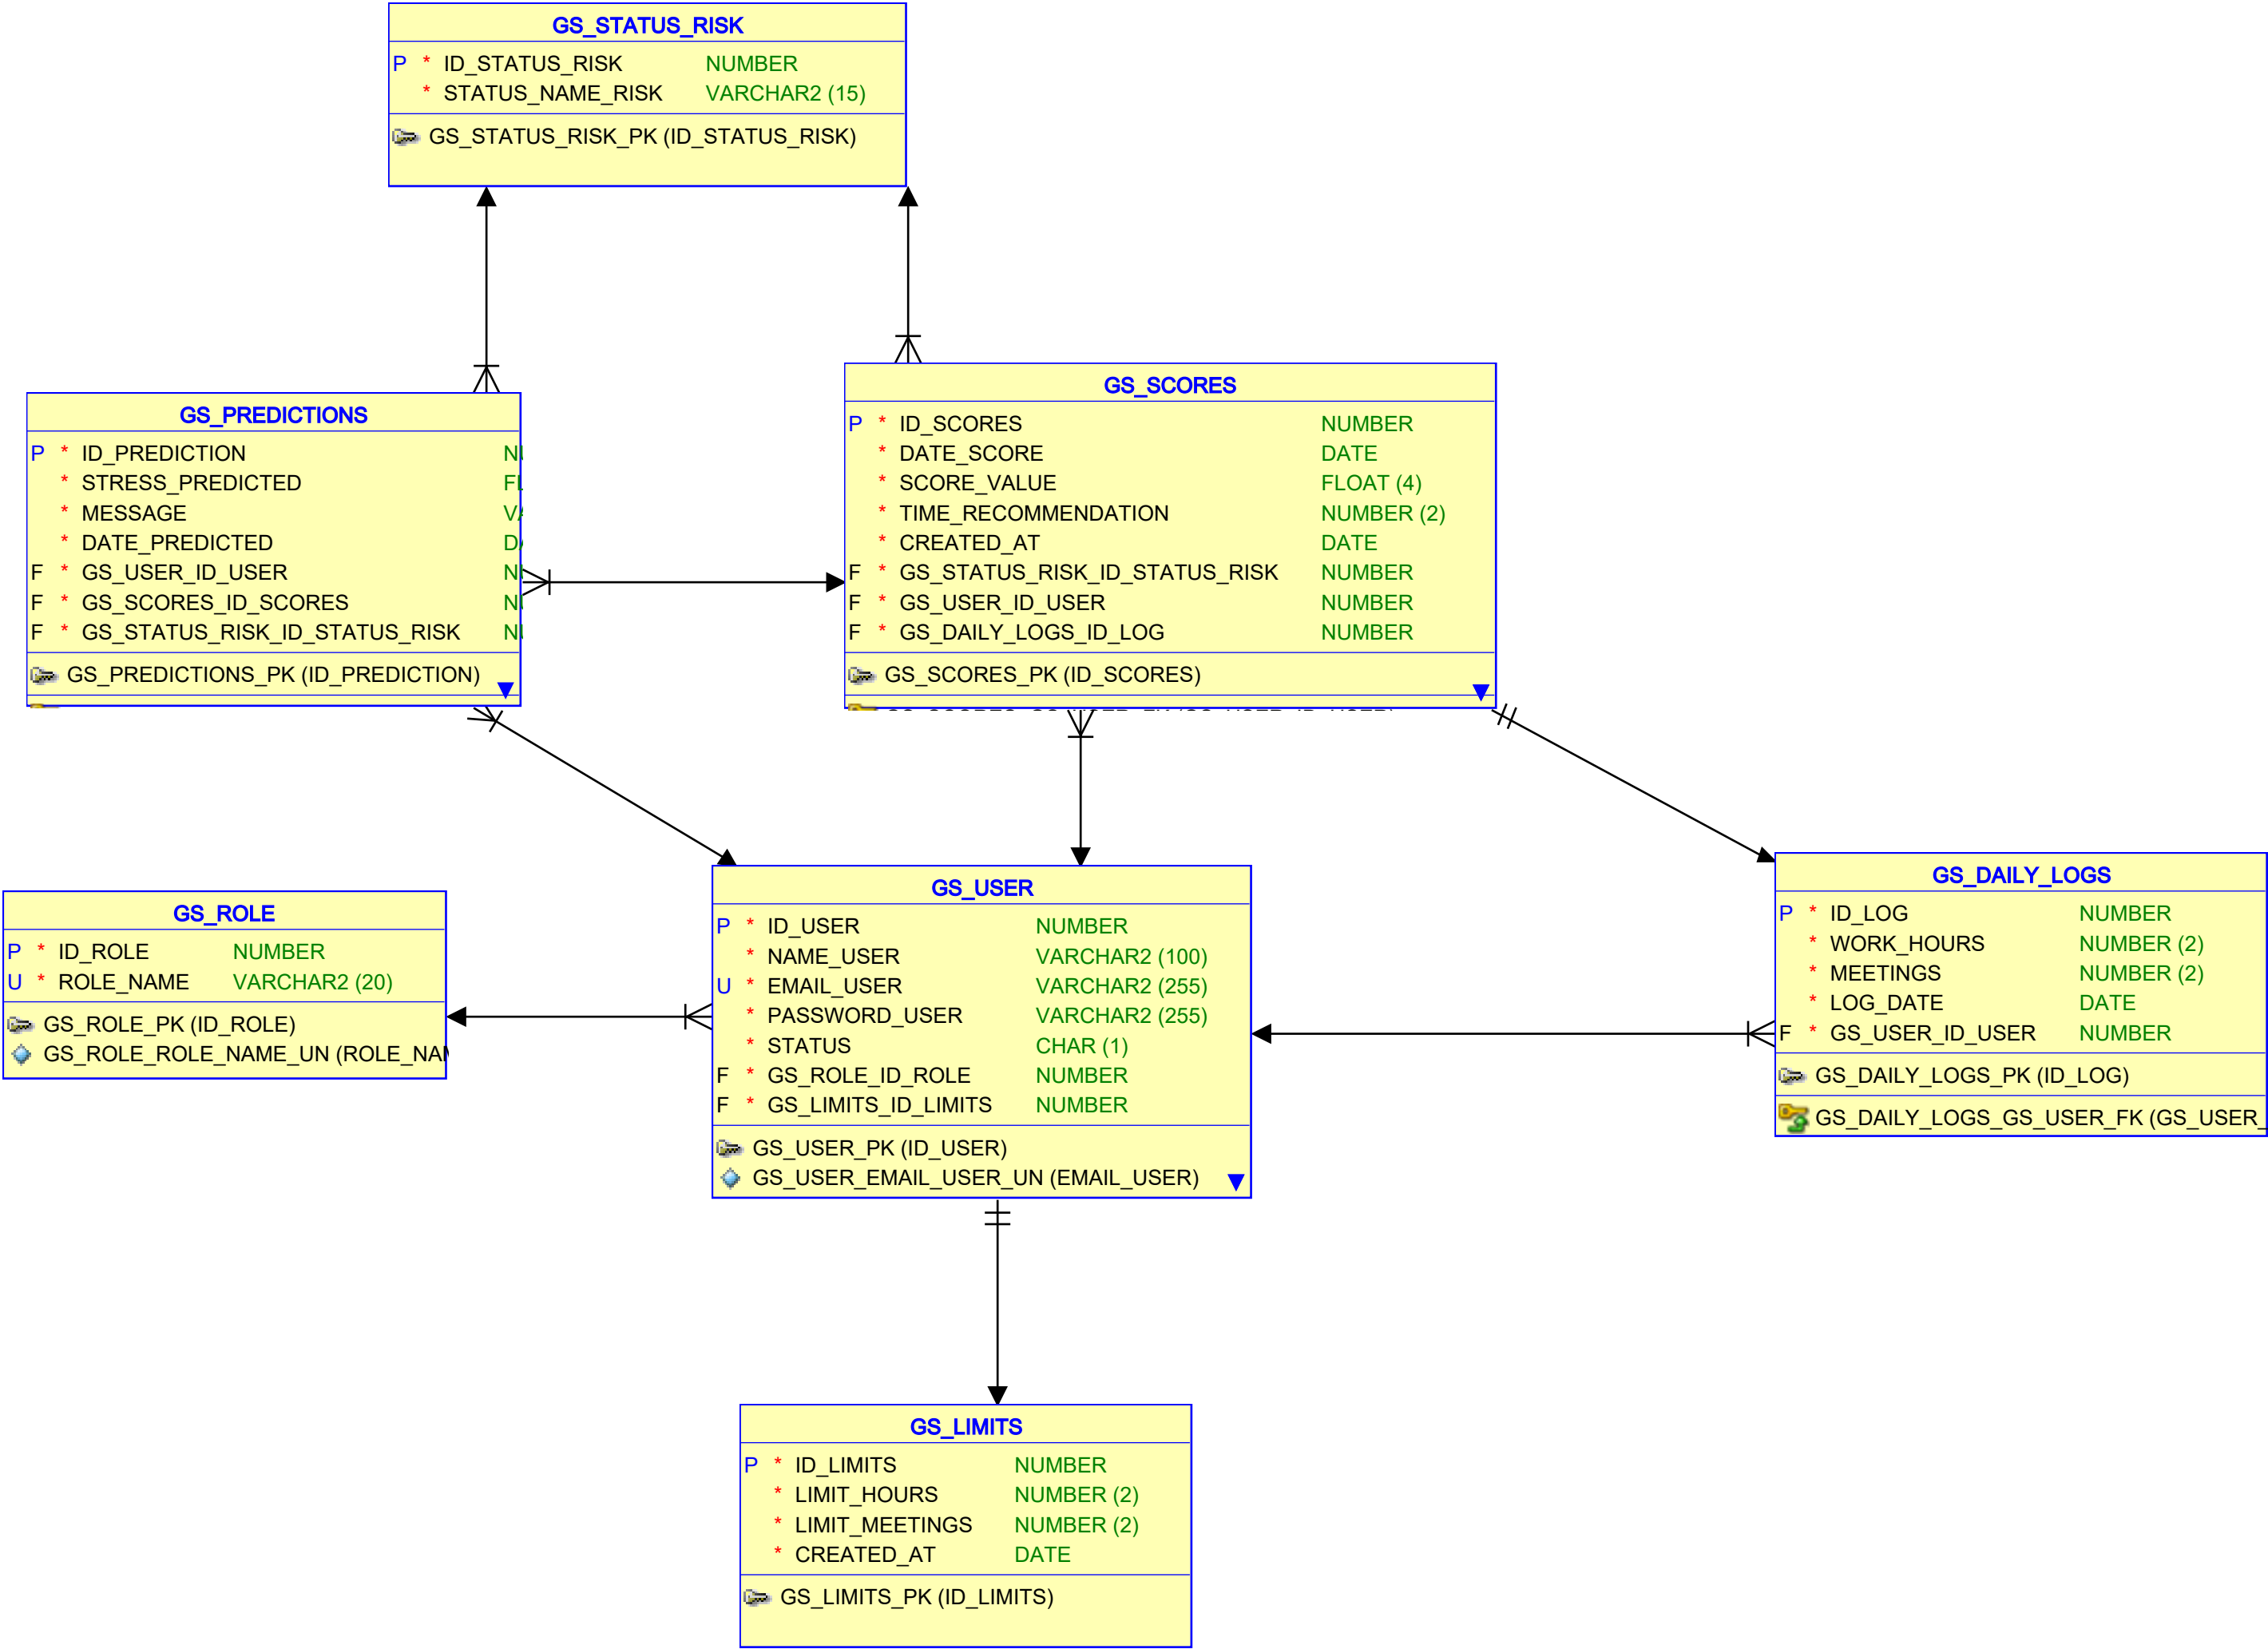 GS_STATUS_RISK
P * ID_STATUS_RISK NUMBER
* STATUS_NAME_RISK VARCHAR2 (15)
GS_STATUS_RISK_PK (ID_STATUS_RISK)
GS_PREDICTIONS
P * ID_PREDICTION
* STRESS_PREDICTED
* MESSAGE
* DATE_PREDICTED
F * GS_USER_ID_USER
F * GS_SCORES_ID_SCORES
F * GS_STATUS_RISK_ID_STATUS_RISK
GS_PREDICTIONS_PK (ID_PREDICTION)
GS_SCORES
P * ID_SCORES NUMBER
* DATE_SCORE DATE
* SCORE_VALUE FLOAT (4)
* TIME_RECOMMENDATION NUMBER (2)
* CREATED_AT DATE
F * GS_STATUS_RISK_ID_STATUS_RISK NUMBER
F * GS_USER_ID_USER NUMBER
F * GS_DAILY_LOGS_ID_LOG NUMBER
GS_SCORES_PK (ID_SCORES)
GS_ROLE
P * ID_ROLE NUMBER
U * ROLE_NAME VARCHAR2 (20)
GS_ROLE_PK (ID_ROLE)
GS_ROLE_ROLE_NAME_UN (ROLE_NA
GS_USER
P * ID_USER NUMBER
* NAME_USER VARCHAR2 (100)
U * EMAIL_USER VARCHAR2 (255)
* PASSWORD_USER VARCHAR2 (255)
* STATUS CHAR (1)
F * GS_ROLE_ID_ROLE NUMBER
F * GS_LIMITS_ID_LIMITS NUMBER
GS_USER_PK (ID_USER)
GS_USER_EMAIL_USER_UN (EMAIL_USER)
GS_DAILY_LOGS
P * ID_LOG NUMBER
* WORK_HOURS NUMBER (2)
* MEETINGS NUMBER (2)
* LOG_DATE DATE
F * GS_USER_ID_USER NUMBER
GS_DAILY_LOGS_PK (ID_LOG)
GS_DAILY_LOGS_GS_USER_FK (GS_USER_
GS_LIMITS
P * ID_LIMITS NUMBER
* LIMIT_HOURS NUMBER (2)
* LIMIT_MEETINGS NUMBER (2)
* CREATED_AT DATE
GS_LIMITS_PK (ID_LIMITS)